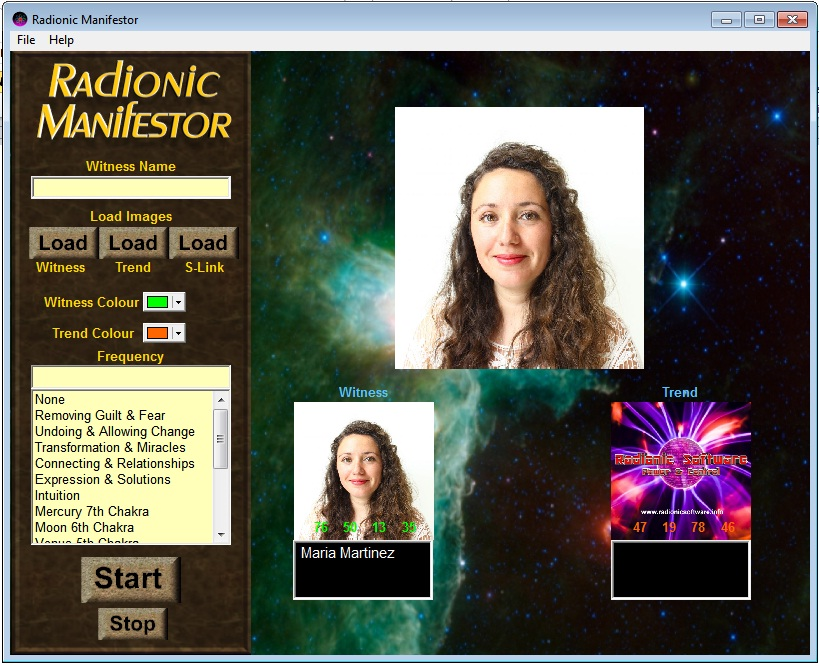 Radionic Manifestor
File Help
Radionic
Manifestor
Witness Name
Load Images
Load Load Load
Witness Trend S-Link
Witness Colour
Trend Colour
Frequency
None
Removing Guilt & Fear
Undoing & Allowing Change
Transformation & Miracles
Connecting & Relationships
Expression & Solutions
Intuition
Mercury 7th Chakra
Moon 6th Chakra
Venus 5th Chakra
Start
Stop
Witness
76 50 13 35
Maria Martinez
Trend
Radionic Software
Power & Control
www.radionicsoftware.info
47 19 78 46